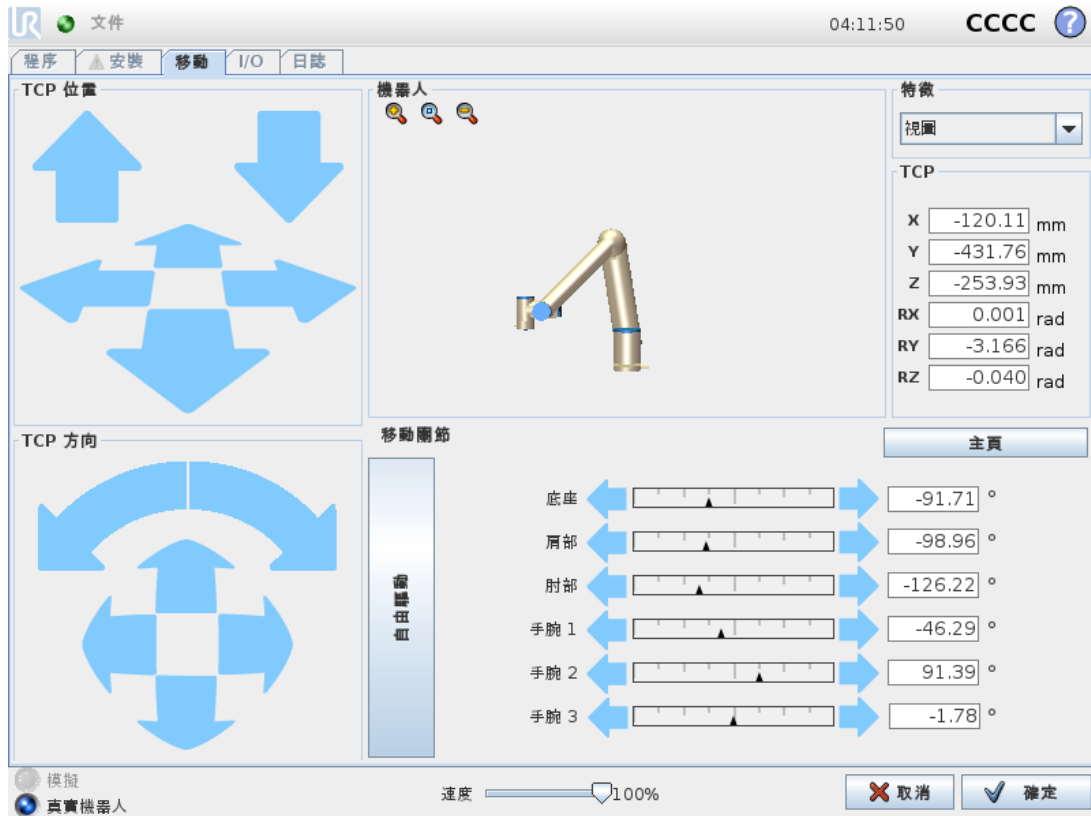 UR 文件 04:11:50 CCCC ?
程序 安裝 移動 I/O 日誌
TCP 位置
機器人
特徵
視圖
TCP
X -120.11 mm
Y -431.76 mm
Z -253.93 mm
RX 0.001 rad
RY -3.166 rad
RZ -0.040 rad
TCP 方向
移動關節
主頁
自由驅動
底座 -91.71 °
肩部 -98.96 °
肘部 -126.22 °
手腕 1 -46.29 °
手腕 2 91.39 °
手腕 3 -1.78 °
模擬
真實機器人
速度 100%
取消 確定